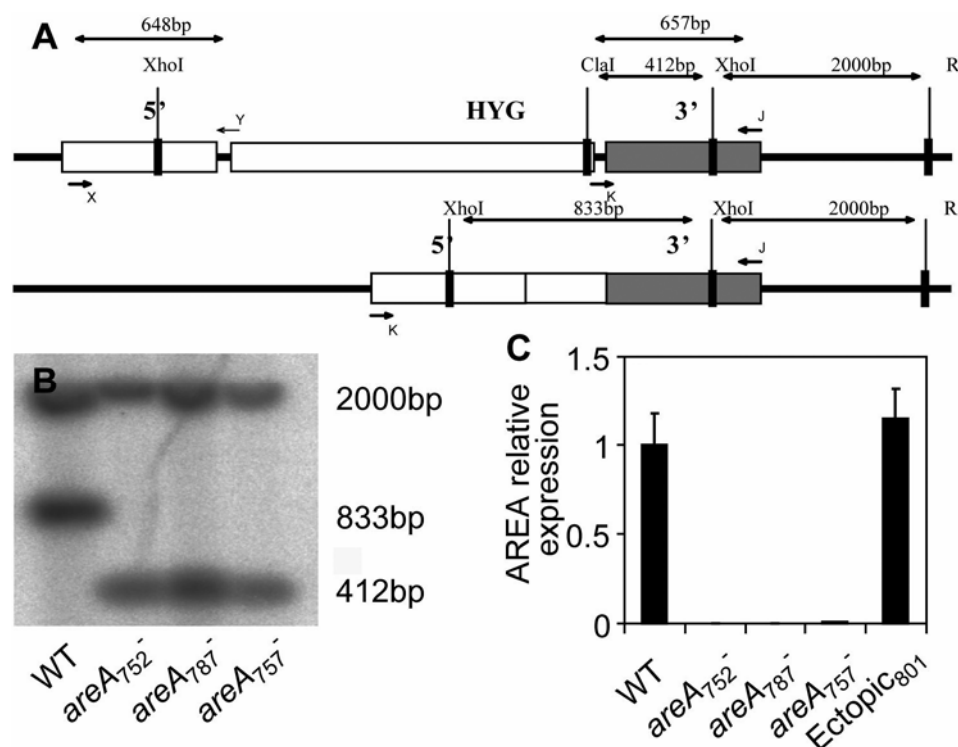 A
648bp 657bp
XhoI ClaI 412bp XhoI 2000bp R
5’ HYG 3’
Y J
X K
XhoI 833bp XhoI 2000bp R
5’ 3’
J
K
B
2000bp
833bp
412bp
WT areA752- areA787- areA757-
C
AREA relative
expression
1.5
1
0.5
0
WT areA752- areA787- areA757- Ectopic801